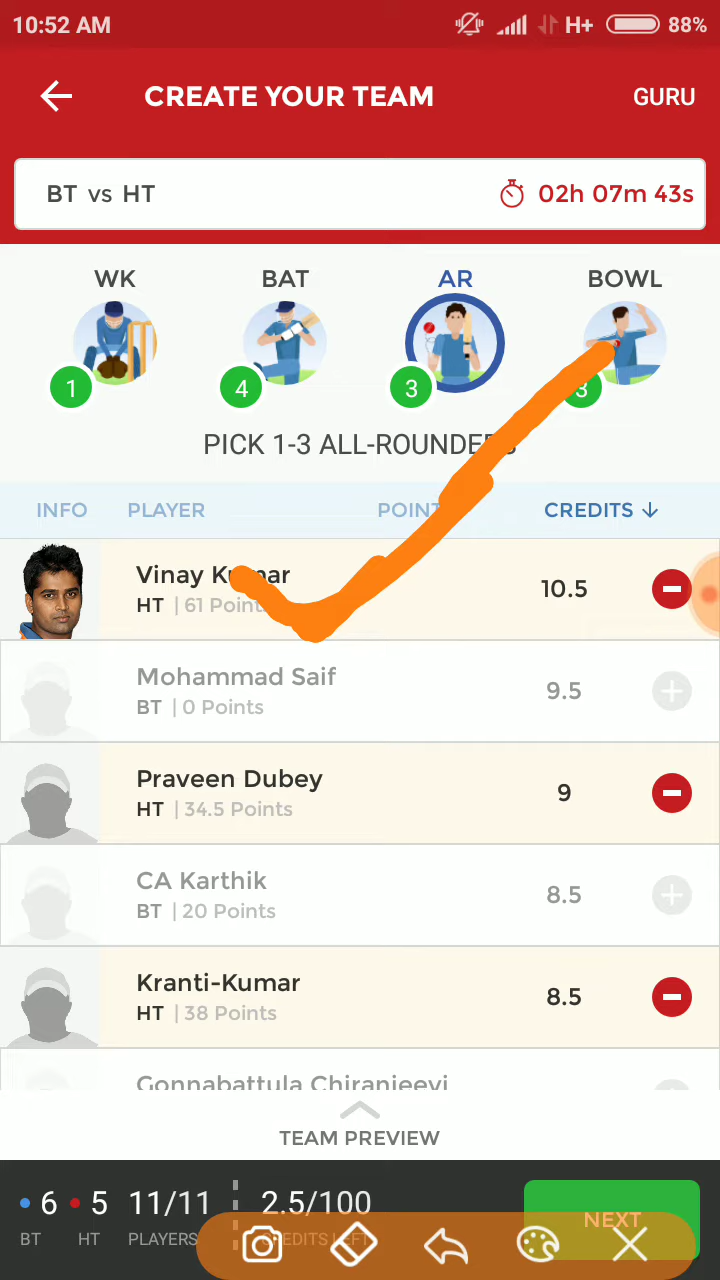 10:52 AM H+ 88%
CREATE YOUR TEAM GURU
BT vs HT 02h 07m 43s
WK BAT AR BOWL
1 4 3 3
PICK 1-3 ALL-ROUNDERS
INFO PLAYER POINTS CREDITS ↓
Vinay Kumar
HT | 61 Points
10.5
Mohammad Saif
BT | 0 Points
9.5
Praveen Dubey
HT | 34.5 Points
9
CA Karthik
BT | 20 Points
8.5
Kranti-Kumar
HT | 38 Points
8.5
Gonnabattula Chiranjeevi
TEAM PREVIEW
6 5 11/11 2.5/100
BT HT PLAYERS CREDITS LEFT
NEXT